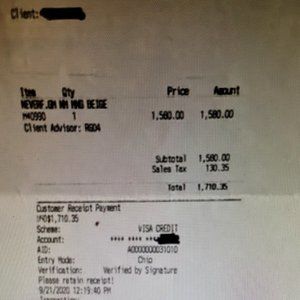 Client:
Item Qty Price Amount
NEVERF.GM NM MNG BEIGE
M40990 1 1,580.00 1,580.00
Client Advisor: RG04
Subtotal 1,580.00
Sales Tax 130.35
Total 1,710.35
Customer Receipt Payment
USD$1,710.35
Scheme: VISA CREDIT
Account: **** **** **
AID: A0000000031010
Entry Mode: Chip
Verification: Verified by Signature
Please retain receipt!
9/21/2020 12:19:40 PM